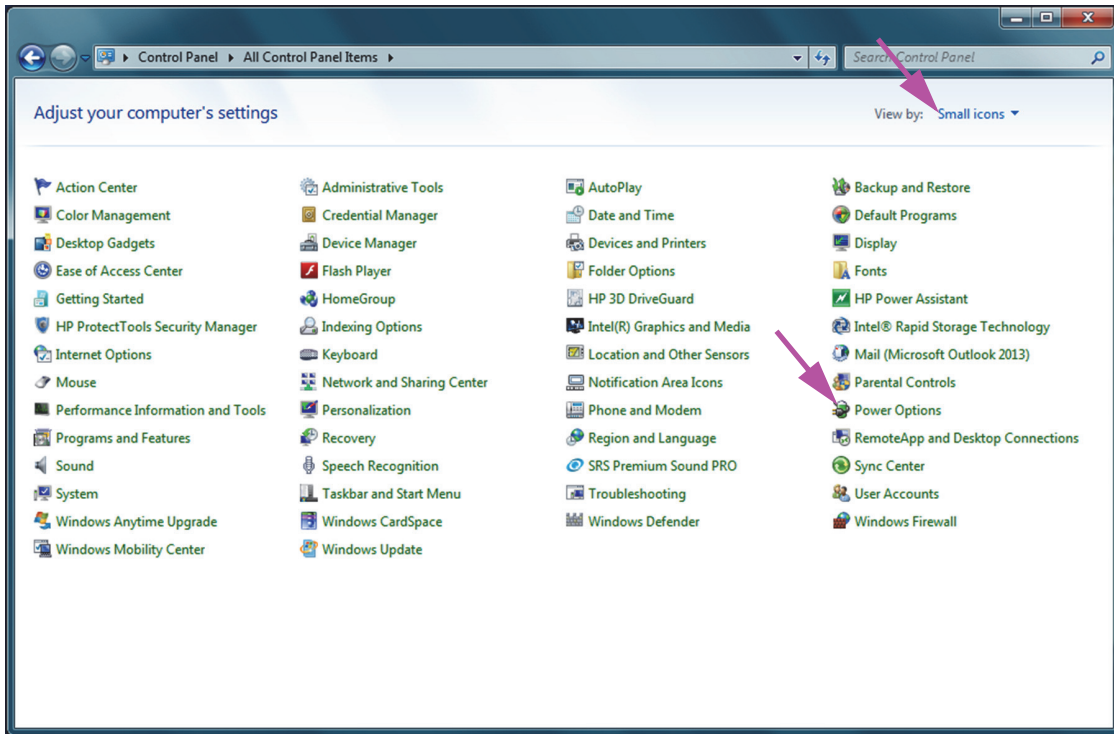 Control Panel All Control Panel Items Search Control Panel
Adjust your computer's settings View by: Small icons
Action Center Administrative Tools AutoPlay Backup and Restore
Color Management Credential Manager Date and Time Default Programs
Desktop Gadgets Device Manager Devices and Printers Display
Ease of Access Center Flash Player Folder Options Fonts
Getting Started HomeGroup HP 3D DriveGuard HP Power Assistant
HP ProtectTools Security Manager Indexing Options Intel(R) Graphics and Media Intel® Rapid Storage Technology
Internet Options Keyboard Location and Other Sensors Mail (Microsoft Outlook 2013)
Mouse Network and Sharing Center Notification Area Icons Parental Controls
Performance Information and Tools Personalization Phone and Modem Power Options
Programs and Features Recovery Region and Language RemoteApp and Desktop Connections
Sound Speech Recognition SRS Premium Sound PRO Sync Center
System Taskbar and Start Menu Troubleshooting User Accounts
Windows Anytime Upgrade Windows CardSpace Windows Defender Windows Firewall
Windows Mobility Center Windows Update